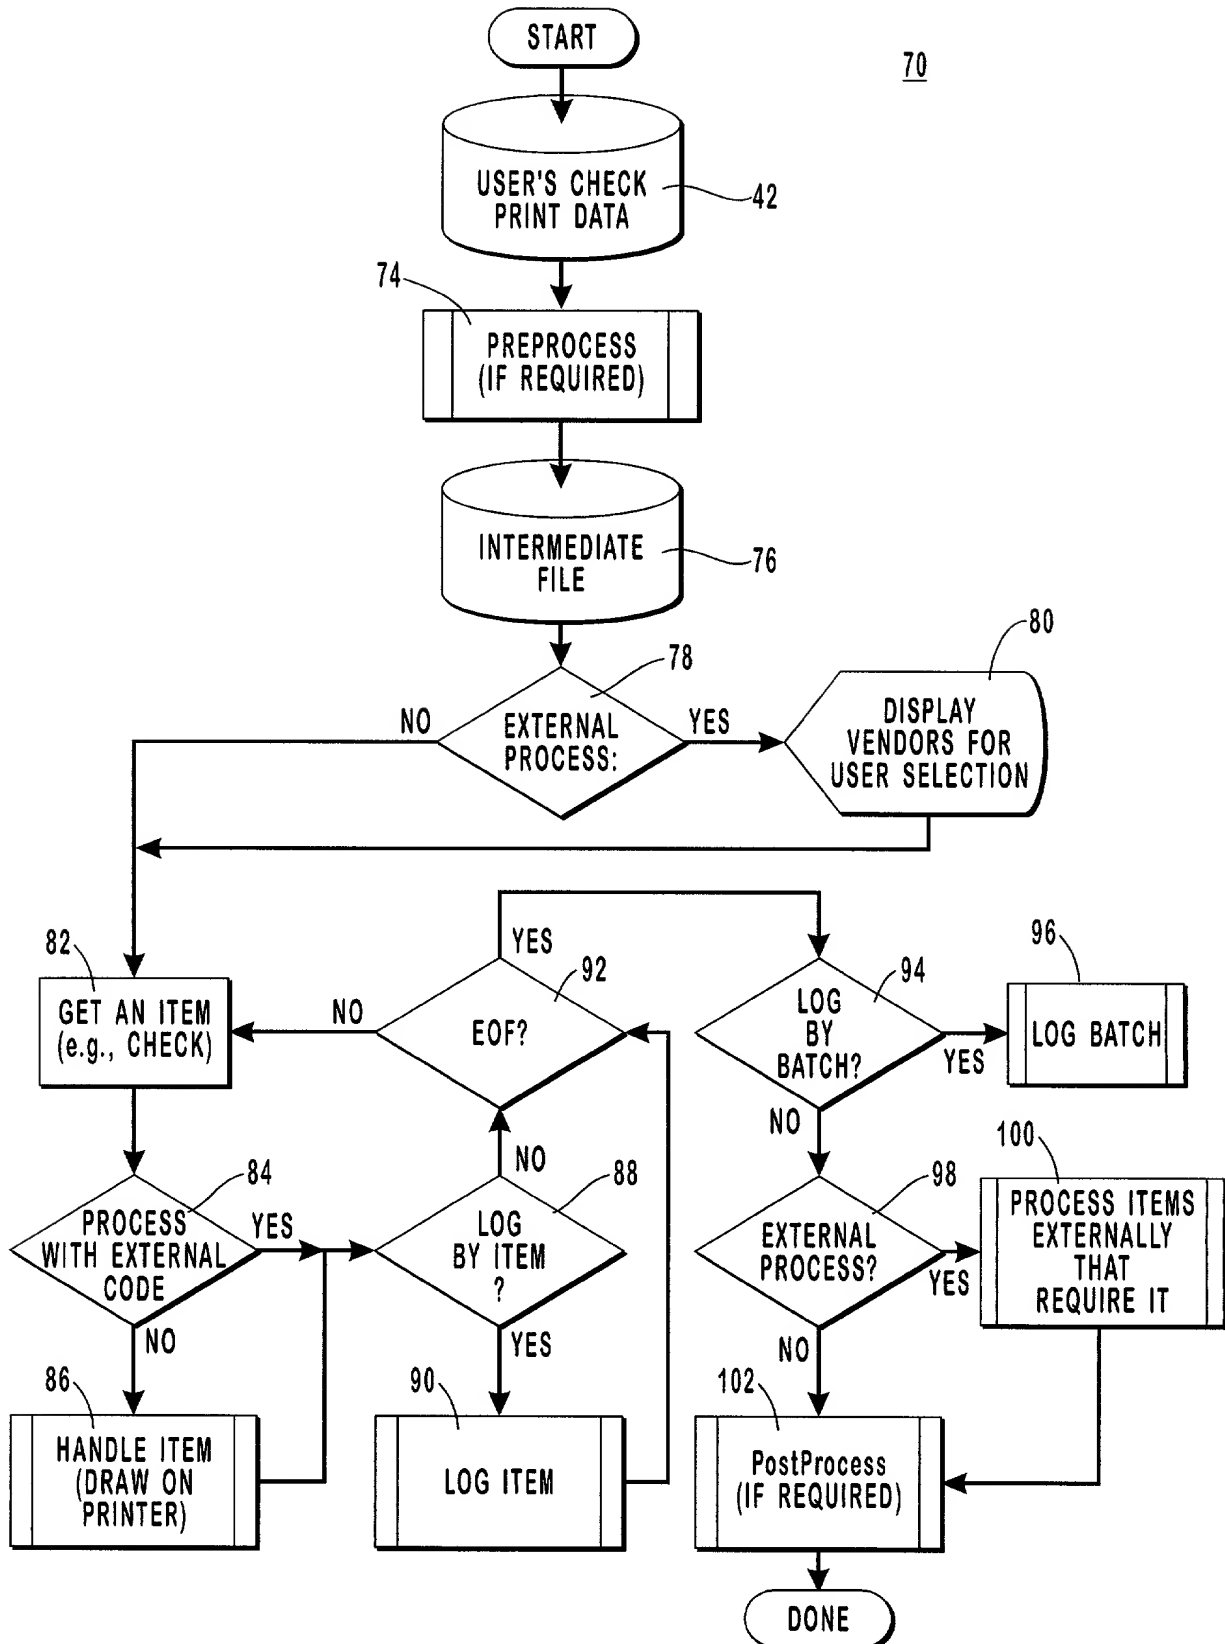 START
70
USER'S CHECK
PRINT DATA
42
74
PREPROCESS
(IF REQUIRED)
INTERMEDIATE
FILE
76
78
80
NO
EXTERNAL
PROCESS:
YES
DISPLAY
VENDORS FOR
USER SELECTION
82
GET AN ITEM
(e.g., CHECK)
NO
YES
92
EOF?
94
LOG
BY
BATCH?
YES
96
LOG BATCH
NO
84
PROCESS
WITH EXTERNAL
CODE
YES
NO
NO
88
LOG
BY ITEM
?
YES
98
EXTERNAL
PROCESS?
YES
100
PROCESS ITEMS
EXTERNALLY
THAT
REQUIRE IT
NO
86
HANDLE ITEM
(DRAW ON
PRINTER)
90
LOG ITEM
102
PostProcess
(IF REQUIRED)
DONE